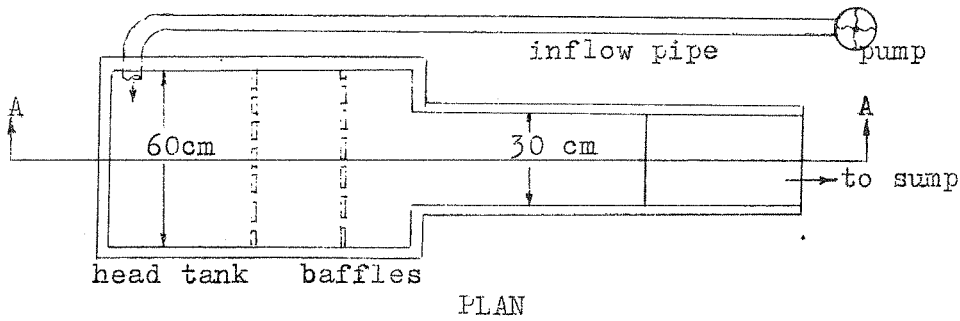 inflow pipe
pump
A
A
60cm
30 cm
to sump
head tank
baffles
PLAN